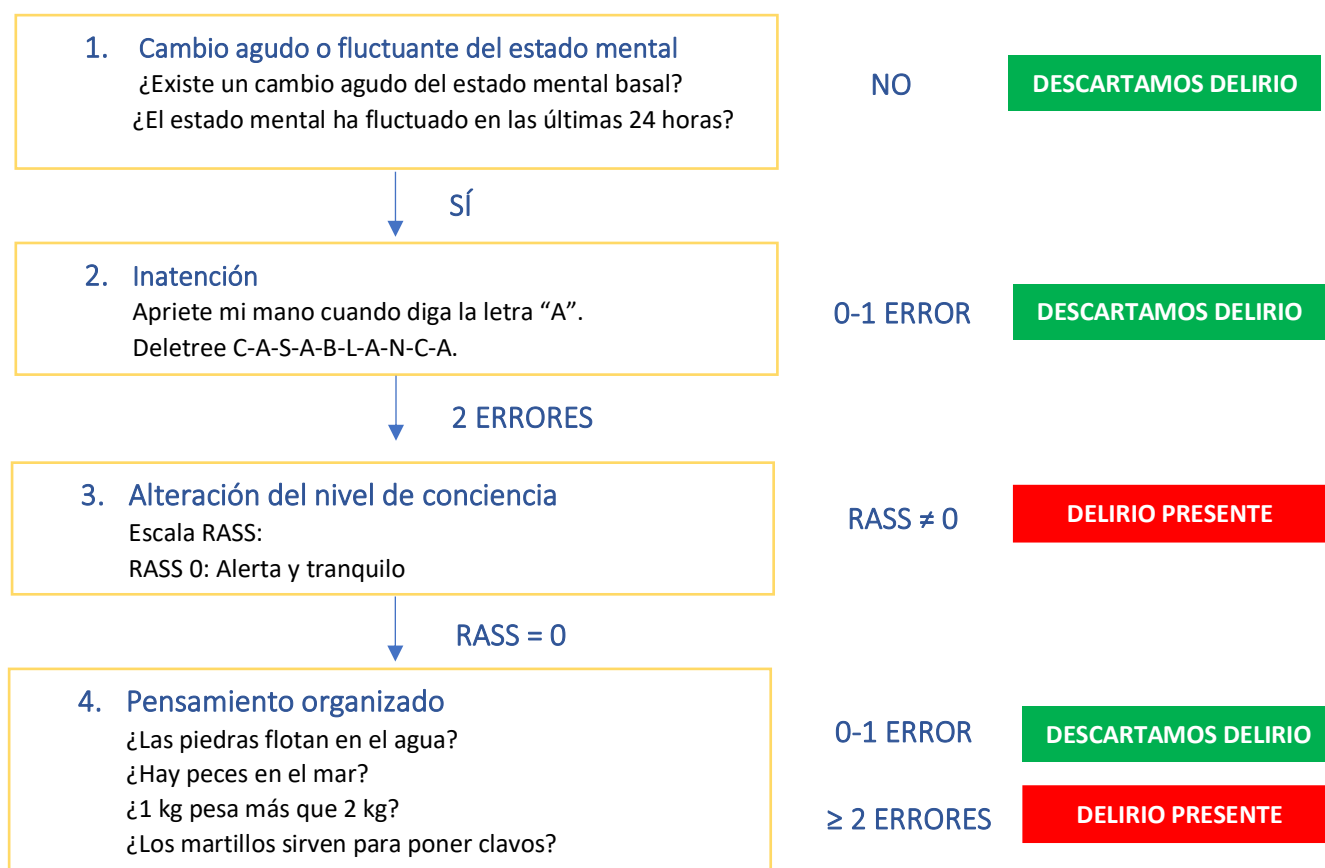 1. Cambio agudo o fluctuante del estado mental
¿Existe un cambio agudo del estado mental basal?
¿El estado mental ha fluctuado en las últimas 24 horas?
NO
DESCARTAMOS DELIRIO
SÍ
2. Inatención
Apriete mi mano cuando diga la letra “A”.
Deletree C-A-S-A-B-L-A-N-C-A.
0-1 ERROR
DESCARTAMOS DELIRIO
2 ERRORES
3. Alteración del nivel de conciencia
Escala RASS:
RASS 0: Alerta y tranquilo
RASS ≠ 0
DELIRIO PRESENTE
RASS = 0
4. Pensamiento organizado
¿Las piedras flotan en el agua?
¿Hay peces en el mar?
¿1 kg pesa más que 2 kg?
¿Los martillos sirven para poner clavos?
0-1 ERROR
DESCARTAMOS DELIRIO
≥ 2 ERRORES
DELIRIO PRESENTE